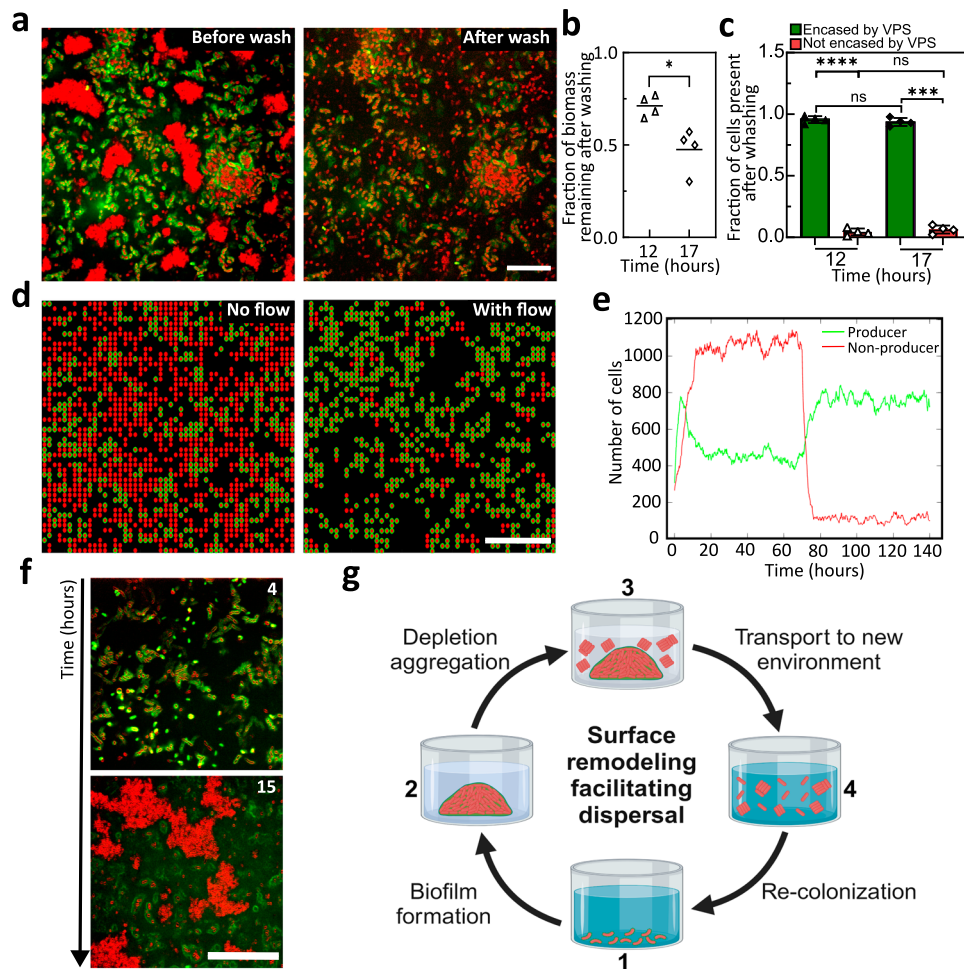 a
Before wash
After wash
b
Fraction of biomass
remaining after washing
1.0
0.5
0.0
*
12 17
Time (hours)
c
Encased by VPS
Not encased by VPS
Fraction of cells present
after whashing
1.5
1.0
0.5
0.0
**** ns
ns ***
12 17
Time (hours)
d
No flow
With flow
e
Number of cells
1200
1000
800
600
400
200
0
Producer
Non-producer
0 20 40 60 80 100 120 140
Time (hours)
f
Time (hours)
4
15
g
3
Depletion
aggregation
Transport to new
environment
2
Surface
remodeling
facilitating
dispersal
4
Biofilm
formation
Re-colonization
1